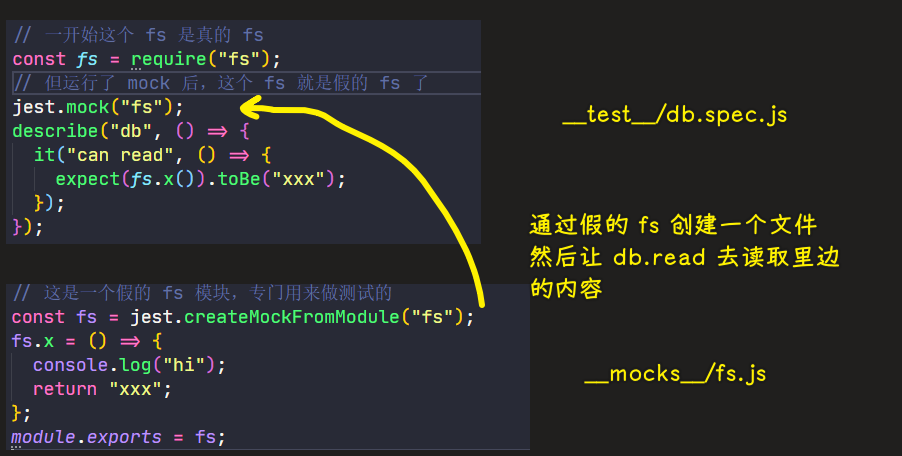 // 一开始这个 fs 是真的 fs
const fs = require("fs");
// 但运行了 mock 后，这个 fs 就是假的 fs 了
jest.mock("fs");
describe("db", () => {
  it("can read", () => {
    expect(fs.x()).toBe("xxx");
  });
});
__test__/db.spec.js
通过假的 fs 创建一个文件
然后让 db.read 去读取里边
的内容
// 这是一个假的 fs 模块，专门用来做测试的
const fs = jest.createMockFromModule("fs");
fs.x = () => {
  console.log("hi");
  return "xxx";
};
module.exports = fs;
__mocks__/fs.js